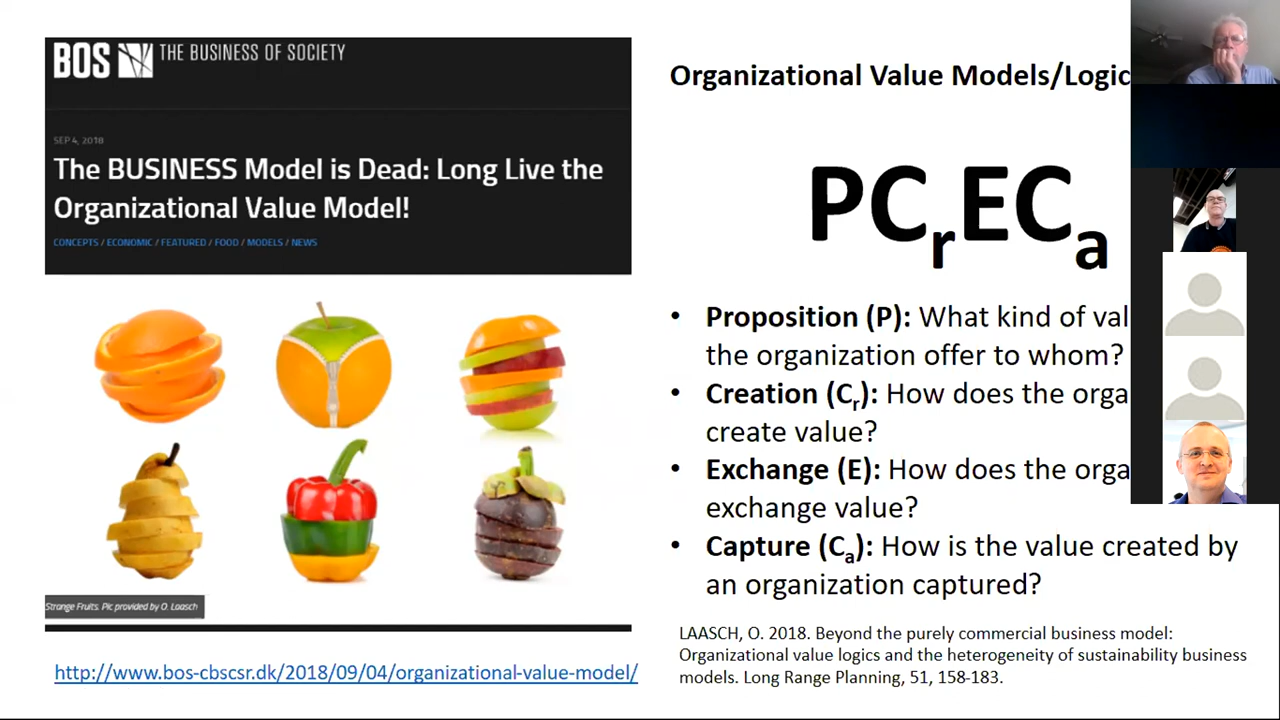 BOS THE BUSINESS OF SOCIETY
SEP 4, 2018
The BUSINESS Model is Dead: Long Live the
Organizational Value Model!
CONCEPTS / ECONOMIC / FEATURED / FOOD / MODELS / NEWS
Strange Fruits. Pic provided by O. Laasch
http://www.bos-cbscsr.dk/2018/09/04/organizational-value-model/
Organizational Value Models/Logic
PCrECa
• Proposition (P): What kind of val
the organization offer to whom?
• Creation (Cr): How does the orga
create value?
• Exchange (E): How does the orga
exchange value?
• Capture (Ca): How is the value created by
an organization captured?
LAASCH, O. 2018. Beyond the purely commercial business model:
Organizational value logics and the heterogeneity of sustainability business
models. Long Range Planning, 51, 158-183.